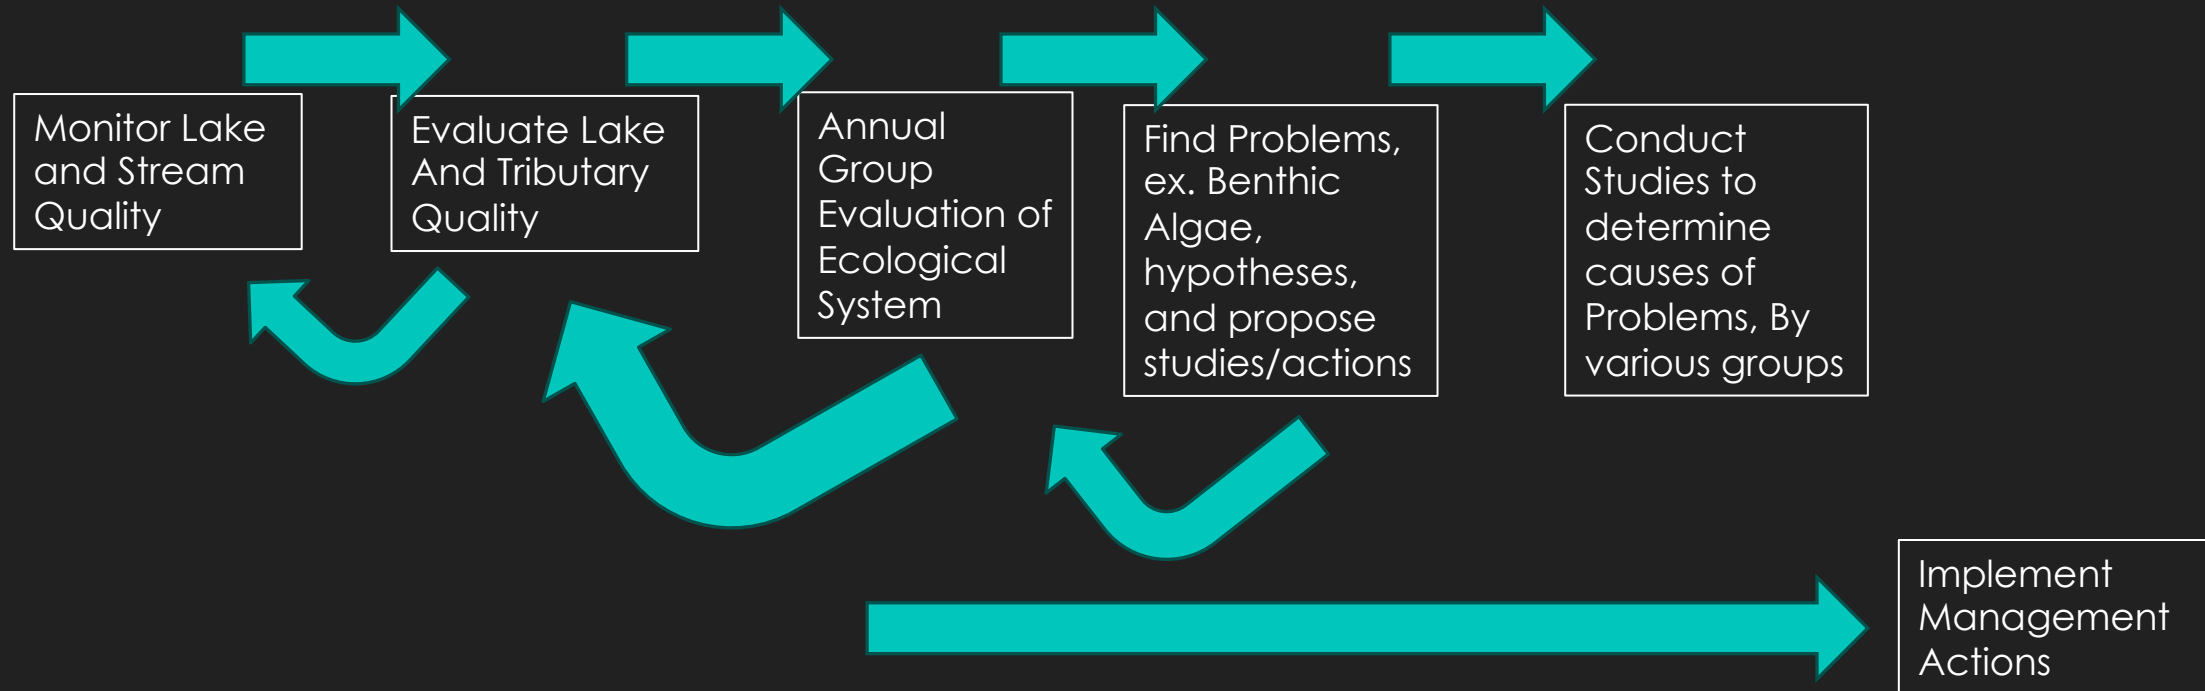 Monitor Lake
and Stream
Quality
Evaluate Lake
And Tributary
Quality
Annual
Group
Evaluation of
Ecological
System
Find Problems,
ex. Benthic
Algae,
hypotheses,
and propose
studies/actions
Conduct
Studies to
determine
causes of
Problems, By
various groups
Implement
Management
Actions